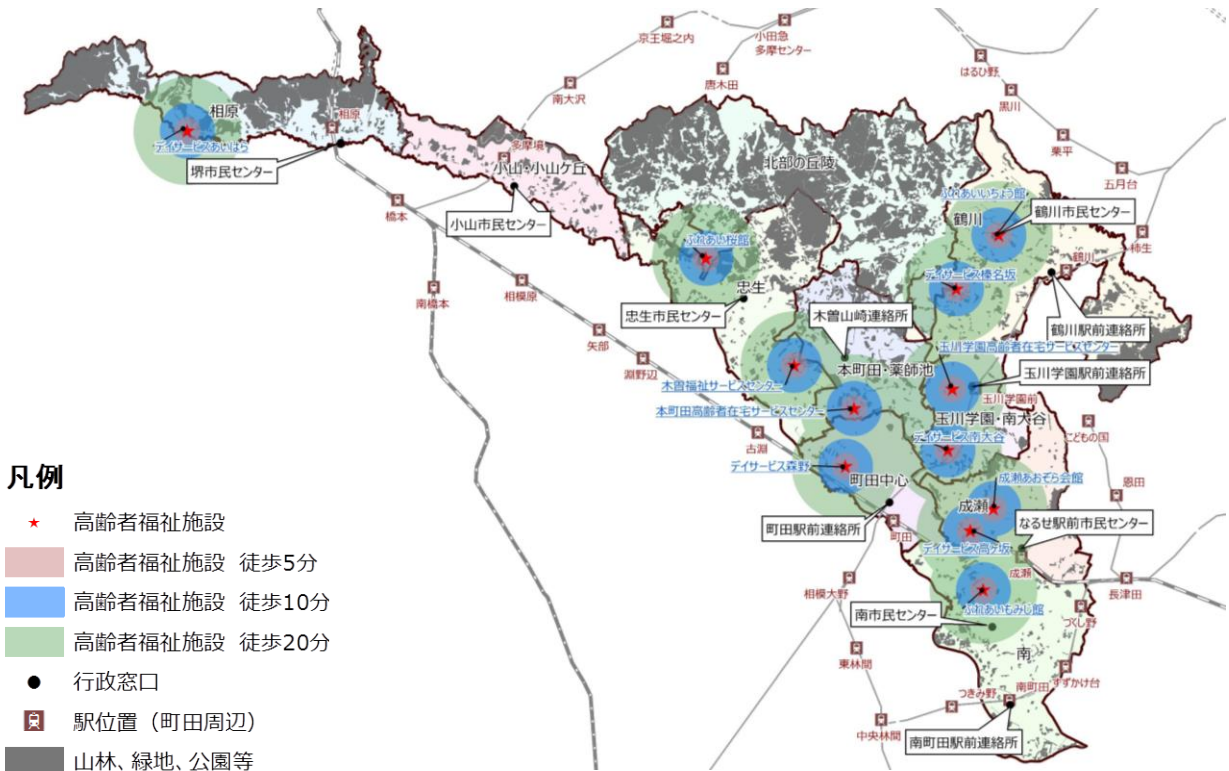 京王堀之内
小田急
多摩センター
唐木田
はるひ野
黒川
南大沢
栗平
五月台
相原
相原
デイサービスあいはら
堺市民センター
多摩境
小山・小山ケ丘
小山市民センター
橋本
北部の丘陵
ふれあいいちょう館
鶴川
鶴川市民センター
柿生
鶴川
ふれあい桜館
デイサービス榛名坂
南橋本
相模原
忠生
忠生市民センター
木曽山崎連絡所
鶴川駅前連絡所
矢部
玉川学園高齢者在宅サービスセンター
淵野辺
本町田・薬師池
玉川学園駅前連絡所
木曽福祉サービスセンター
玉川学園前
本町田高齢者在宅サービスセンター
玉川学園・南大谷
こどもの国
古淵
デイサービス南大谷
デイサービス森野
町田中心
成瀬あおぞら会館
恩田
成瀬
なるせ駅前市民センター
町田駅前連絡所
町田
デイサービス高ヶ坂
成瀬
相模大野
長津田
ふれあいもみじ館
南市民センター
つくし野
東林間
南
すずかけ台
つきみ野
南町田
中央林間
南町田駅前連絡所
凡例
高齢者福祉施設
高齢者福祉施設 徒歩5分
高齢者福祉施設 徒歩10分
高齢者福祉施設 徒歩20分
行政窓口
駅位置（町田周辺）
山林、緑地、公園等